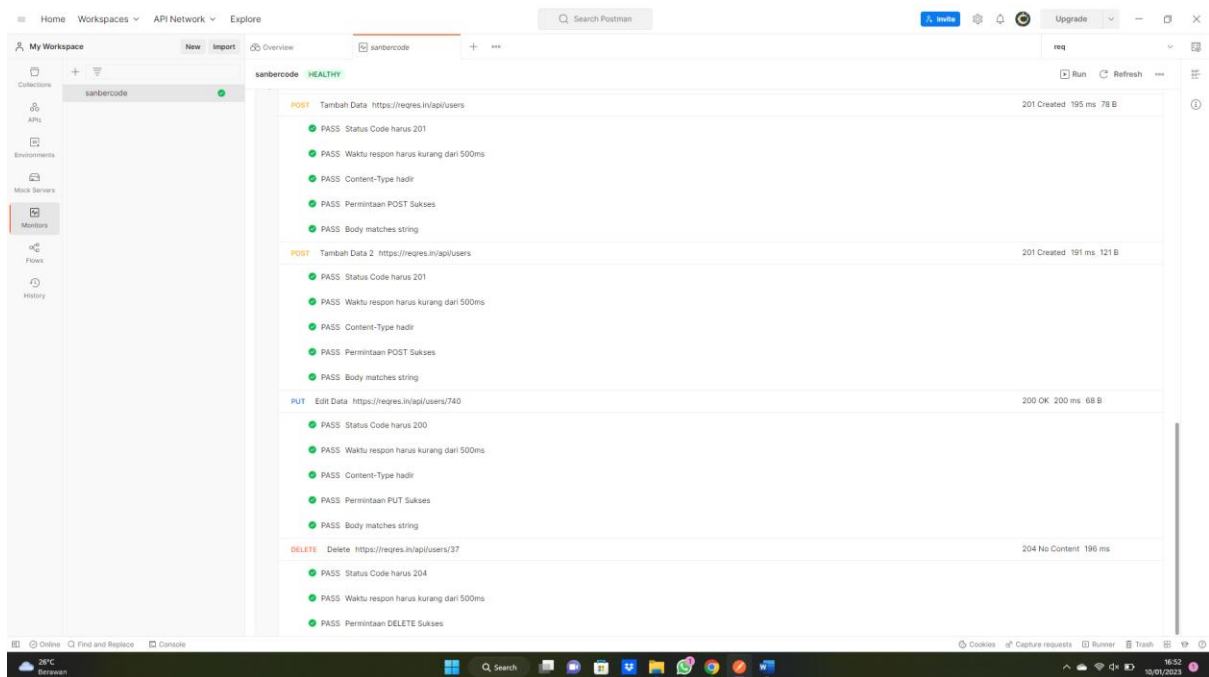 Home Workspaces API Network Explore Search Postman Invite Upgrade
My Workspace New Import Overview sanbercode req
Collections
APIs
Environments
Mock Servers
Monitors
Flows
History
sanbercode
sanbercode HEALTHY Run Refresh
POST Tambah Data https://reqres.in/api/users 201 Created 195 ms 78 B
PASS Status Code harus 201
PASS Waktu respon harus kurang dari 500ms
PASS Content-Type hadir
PASS Permintaan POST Sukses
PASS Body matches string
POST Tambah Data 2 https://reqres.in/api/users 201 Created 191 ms 121 B
PASS Status Code harus 201
PASS Waktu respon harus kurang dari 500ms
PASS Content-Type hadir
PASS Permintaan POST Sukses
PASS Body matches string
PUT Edit Data https://reqres.in/api/users/740 200 OK 200 ms 68 B
PASS Status Code harus 200
PASS Waktu respon harus kurang dari 500ms
PASS Content-Type hadir
PASS Permintaan PUT Sukses
PASS Body matches string
DELETE Delete https://reqres.in/api/users/37 204 No Content 196 ms
PASS Status Code harus 204
PASS Waktu respon harus kurang dari 500ms
PASS Permintaan DELETE Sukses
Online Find and Replace Console Cookies Capture requests Runner Trash
26°C
Berawan
Search
16:52
10/01/2023